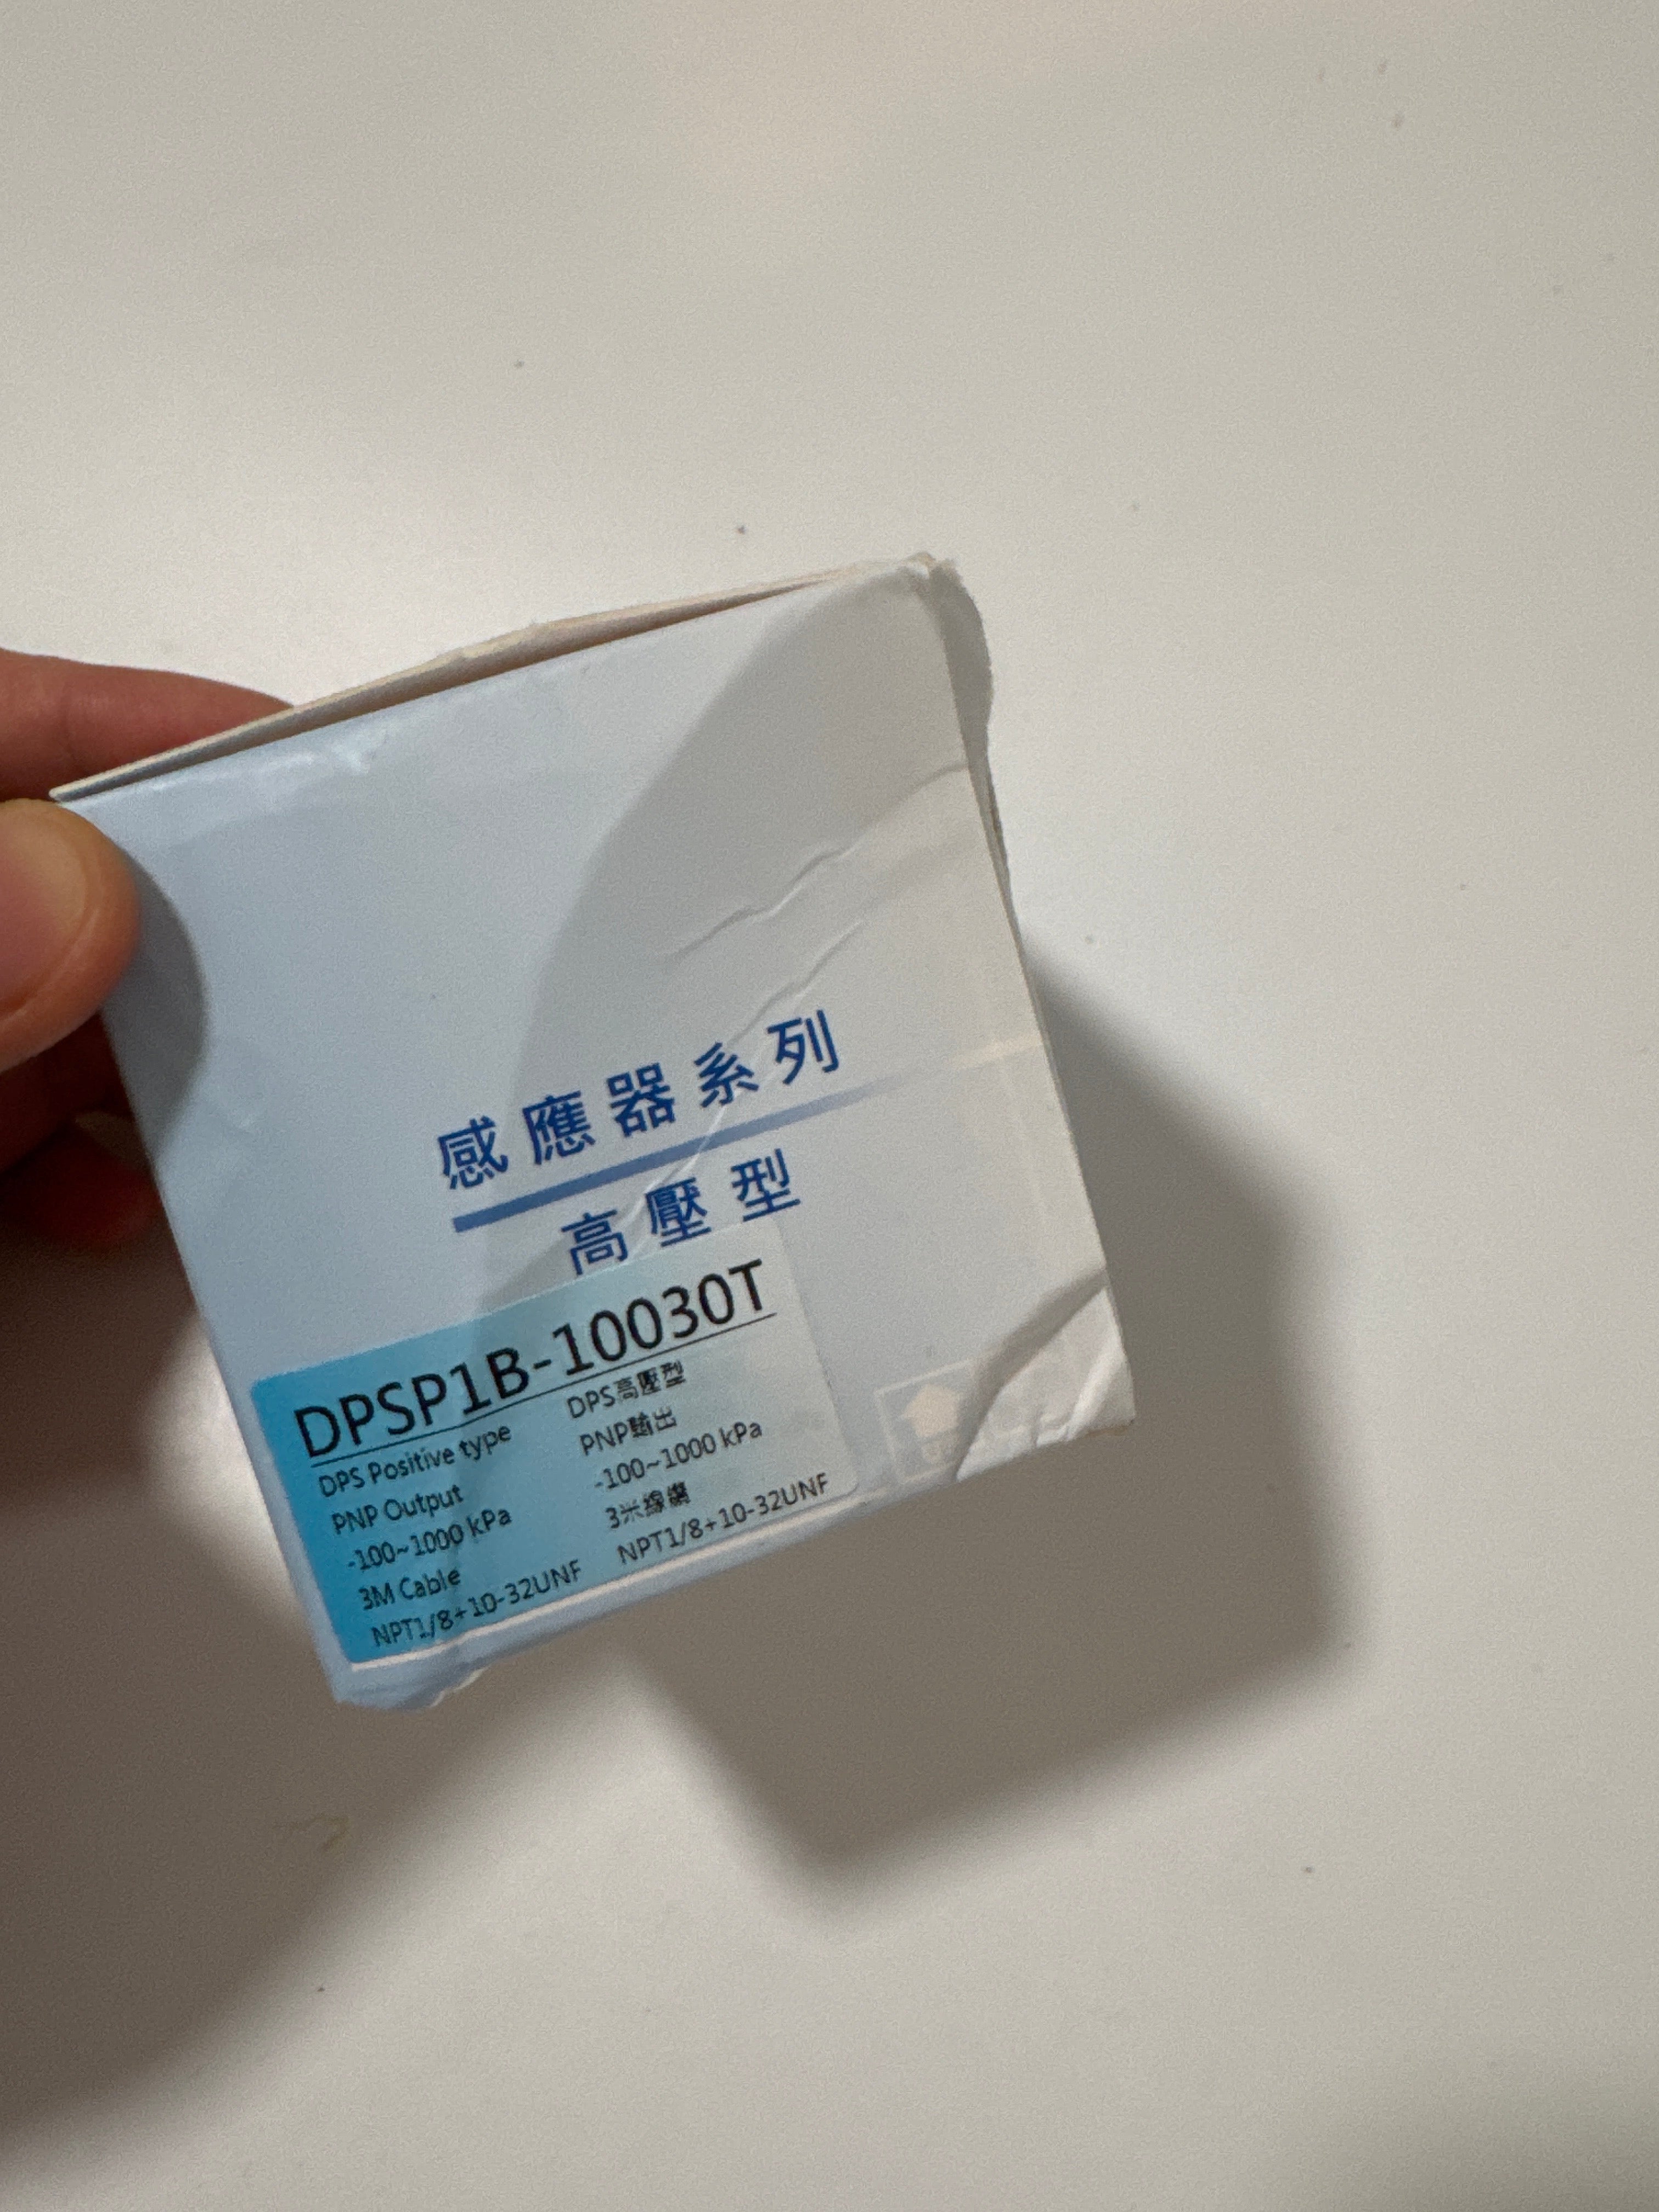 感應器系列
高壓型
DPSP1B-10030T
DPS Positive type
PNP Output
-100~1000 kPa
3M Cable
NPT1/8+10-32UNF
DPS高壓型
PNP輸出
-100~1000 kPa
3米線纜
NPT1/8+10-32UNF